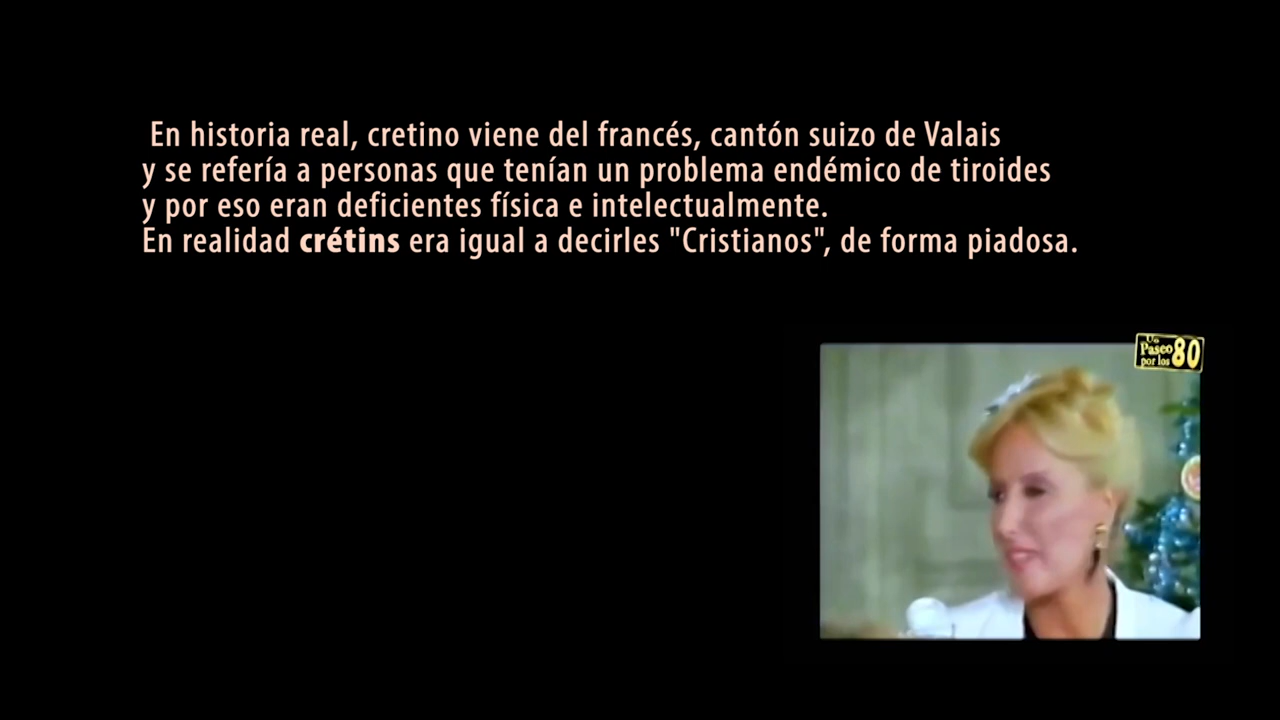 En historia real, cretino viene del francés, cantón suizo de Valais
y se refería a personas que tenían un problema endémico de tiroides
y por eso eran deficientes física e intelectualmente.
En realidad crétins era igual a decirles "Cristianos", de forma piadosa.
Un
Paseo
por los 80